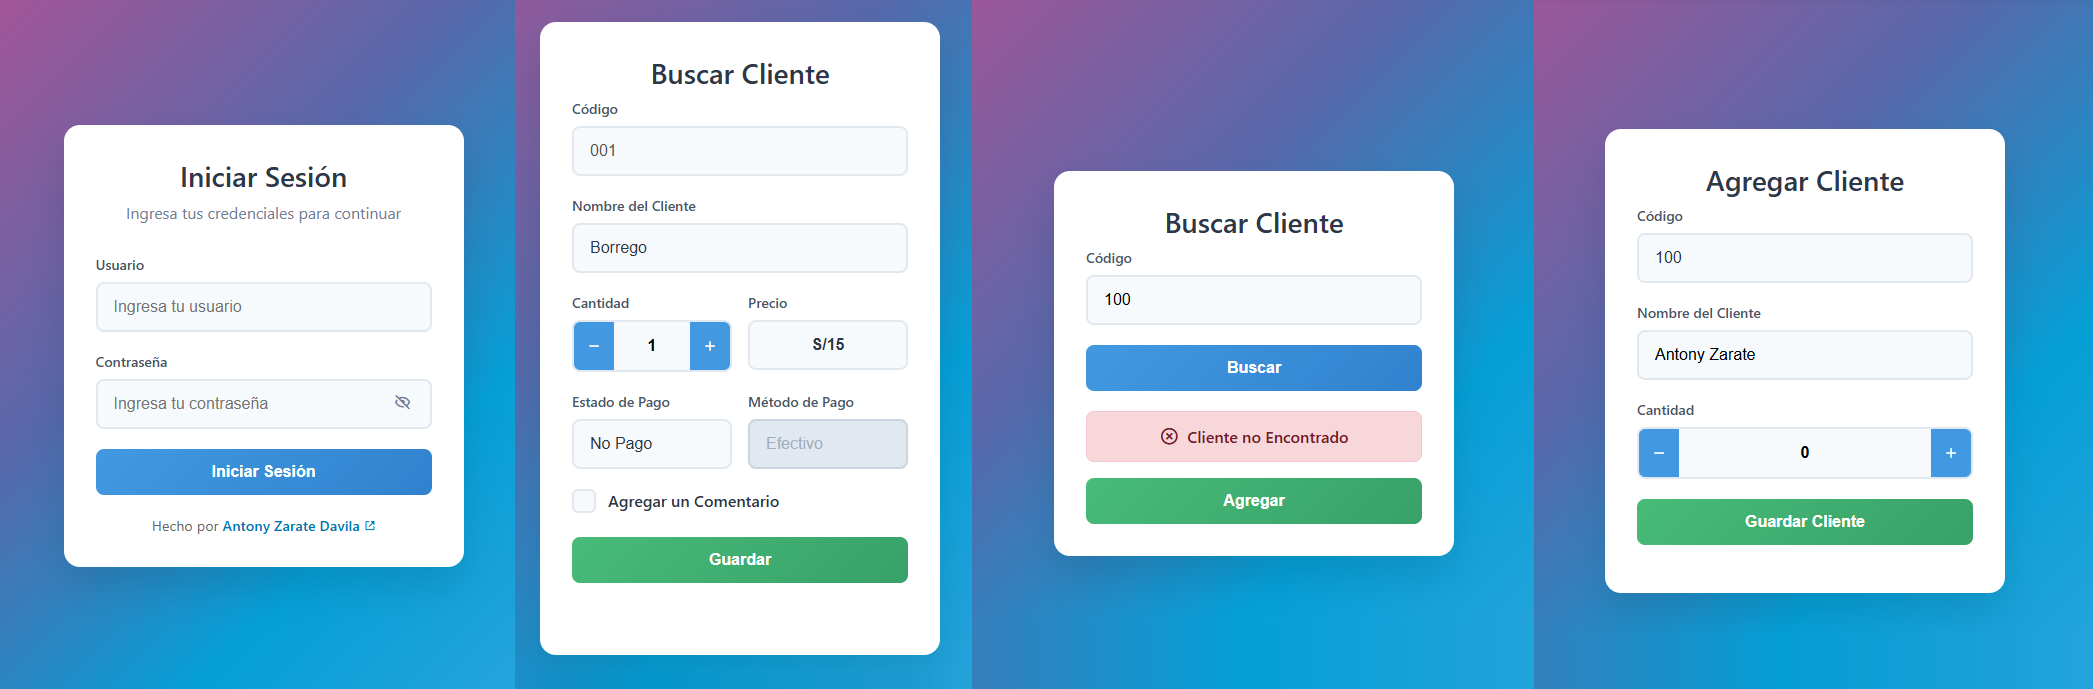 Iniciar Sesión
Ingresa tus credenciales para continuar
Usuario
Ingresa tu usuario
Contraseña
Ingresa tu contraseña
Iniciar Sesión
Hecho por Antony Zarate Davila
Buscar Cliente
Código
001
Nombre del Cliente
Borrego
Cantidad Precio
− 1 + S/15
Estado de Pago Método de Pago
No Pago Efectivo
Agregar un Comentario
Guardar
Buscar Cliente
Código
100
Buscar
Cliente no Encontrado
Agregar
Agregar Cliente
Código
100
Nombre del Cliente
Antony Zarate
Cantidad
− 0 +
Guardar Cliente